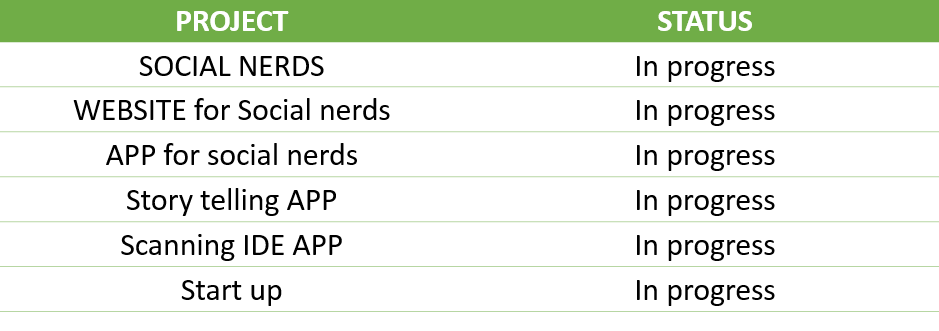 PROJECT STATUS
SOCIAL NERDS In progress
WEBSITE for Social nerds In progress
APP for social nerds In progress
Story telling APP In progress
Scanning IDE APP In progress
Start up In progress